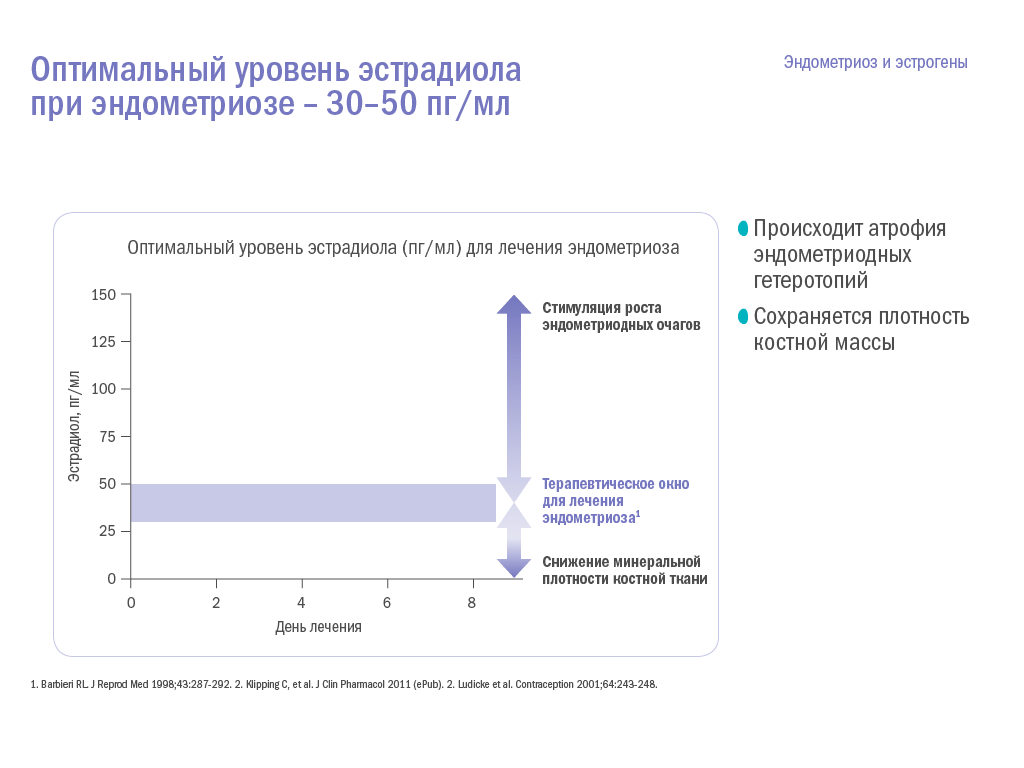 Оптимальный уровень эстрадиола
при эндометриозе – 30–50 пг/мл
Эндометриоз и эстрогены
Оптимальный уровень эстрадиола (пг/мл) для лечения эндометриоза
150
125
100
75
50
25
0
Эстрадиол, пг/мл
0 2 4 6 8
День лечения
Стимуляция роста
эндометриодных очагов
Терапевтическое окно
для лечения
эндометриоза¹
Снижение минеральной
плотности костной ткани
Происходит атрофия
эндометриодных
гетеротопий
Сохраняется плотность
костной массы
1. Barbieri RL. J Reprod Med 1998;43:287-292. 2. Klipping C, et al. J Clin Pharmacol 2011 (ePub). 2. Ludicke et al. Contraception 2001;64:243-248.